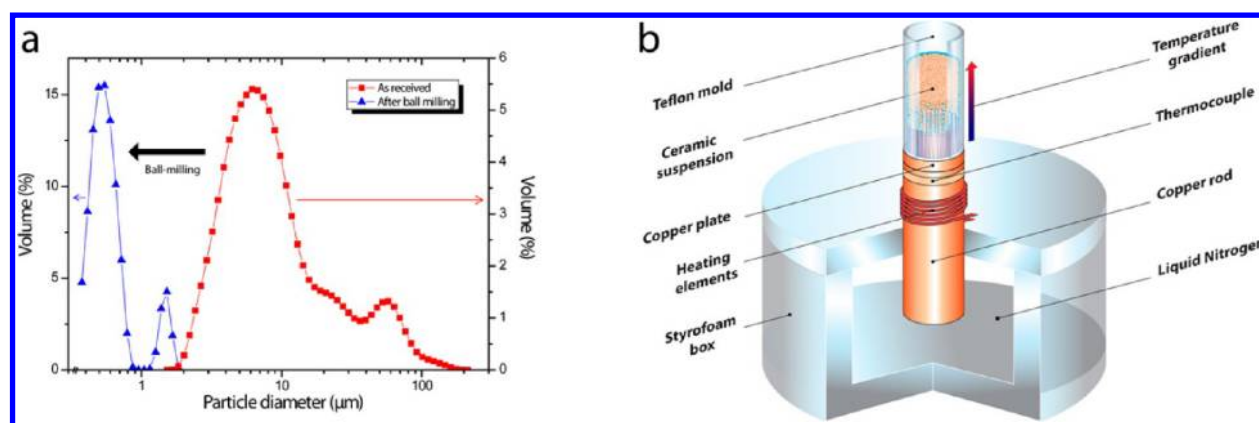 a
As received
After ball milling
Ball-milling
Volume (%)
15
10
5
0
6
5
4
3
2
1
0
Volume (%)
1
10
100
Particle diameter (μm)
b
Teflon mold
Ceramic
suspension
Copper plate
Heating
elements
Styrofoam
box
Temperature
gradient
Thermocouple
Copper rod
Liquid Nitrogen